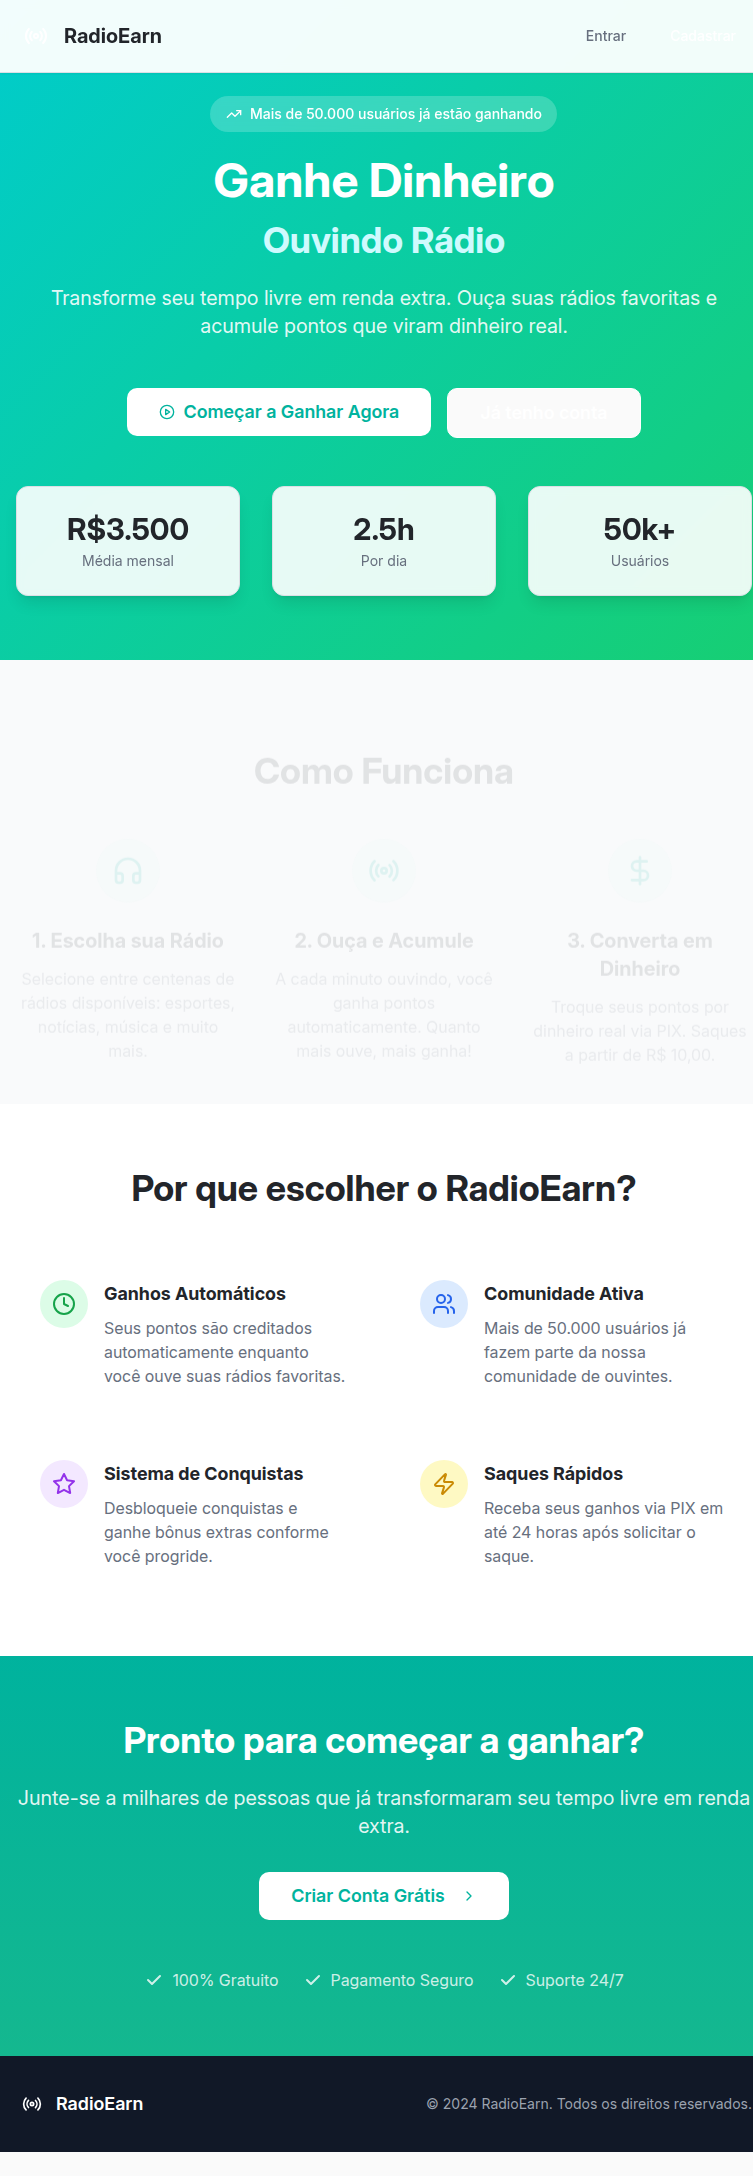 RadioEarn
Entrar
Cadastrar
Mais de 50.000 usuários já estão ganhando
Ganhe Dinheiro
Ouvindo Rádio
Transforme seu tempo livre em renda extra. Ouça suas rádios favoritas e
acumule pontos que viram dinheiro real.
Começar a Ganhar Agora
Já tenho conta
R$3.500
Média mensal
2.5h
Por dia
50k+
Usuários
Como Funciona
1. Escolha sua Rádio
Selecione entre centenas de
rádios disponíveis: esportes,
notícias, música e muito
mais.
2. Ouça e Acumule
A cada minuto ouvindo, você
ganha pontos
automaticamente. Quanto
mais ouve, mais ganha!
3. Converta em
Dinheiro
Troque seus pontos por
dinheiro real via PIX. Saques
a partir de R$ 10,00.
Por que escolher o RadioEarn?
Ganhos Automáticos
Seus pontos são creditados
automaticamente enquanto
você ouve suas rádios favoritas.
Comunidade Ativa
Mais de 50.000 usuários já
fazem parte da nossa
comunidade de ouvintes.
Sistema de Conquistas
Desbloqueie conquistas e
ganhe bônus extras conforme
você progride.
Saques Rápidos
Receba seus ganhos via PIX em
até 24 horas após solicitar o
saque.
Pronto para começar a ganhar?
Junte-se a milhares de pessoas que já transformaram seu tempo livre em renda
extra.
Criar Conta Grátis
100% Gratuito
Pagamento Seguro
Suporte 24/7
RadioEarn
© 2024 RadioEarn. Todos os direitos reservados.